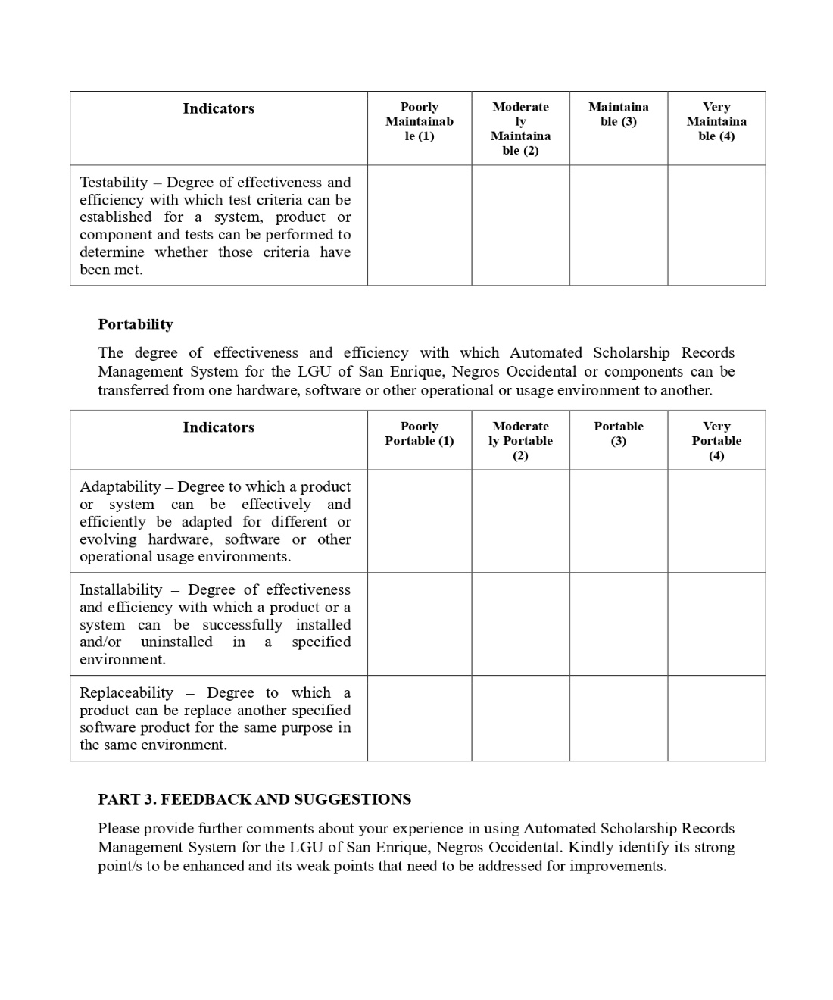 Indicators
Poorly
Maintainab
le (1)
Moderate
ly
Maintaina
ble (2)
Maintaina
ble (3)
Very
Maintaina
ble (4)
Testability – Degree of effectiveness and
efficiency with which test criteria can be
established for a system, product or
component and tests can be performed to
determine whether those criteria have
been met.
Portability
The degree of effectiveness and efficiency with which Automated Scholarship Records
Management System for the LGU of San Enrique, Negros Occidental or components can be
transferred from one hardware, software or other operational or usage environment to another.
Indicators
Poorly
Portable (1)
Moderate
ly Portable
(2)
Portable
(3)
Very
Portable
(4)
Adaptability – Degree to which a product
or system can be effectively and
efficiently be adapted for different or
evolving hardware, software or other
operational usage environments.
Installability – Degree of effectiveness
and efficiency with which a product or a
system can be successfully installed
and/or uninstalled in a specified
environment.
Replaceability – Degree to which a
product can be replace another specified
software product for the same purpose in
the same environment.
PART 3. FEEDBACK AND SUGGESTIONS
Please provide further comments about your experience in using Automated Scholarship Records
Management System for the LGU of San Enrique, Negros Occidental. Kindly identify its strong
point/s to be enhanced and its weak points that need to be addressed for improvements.